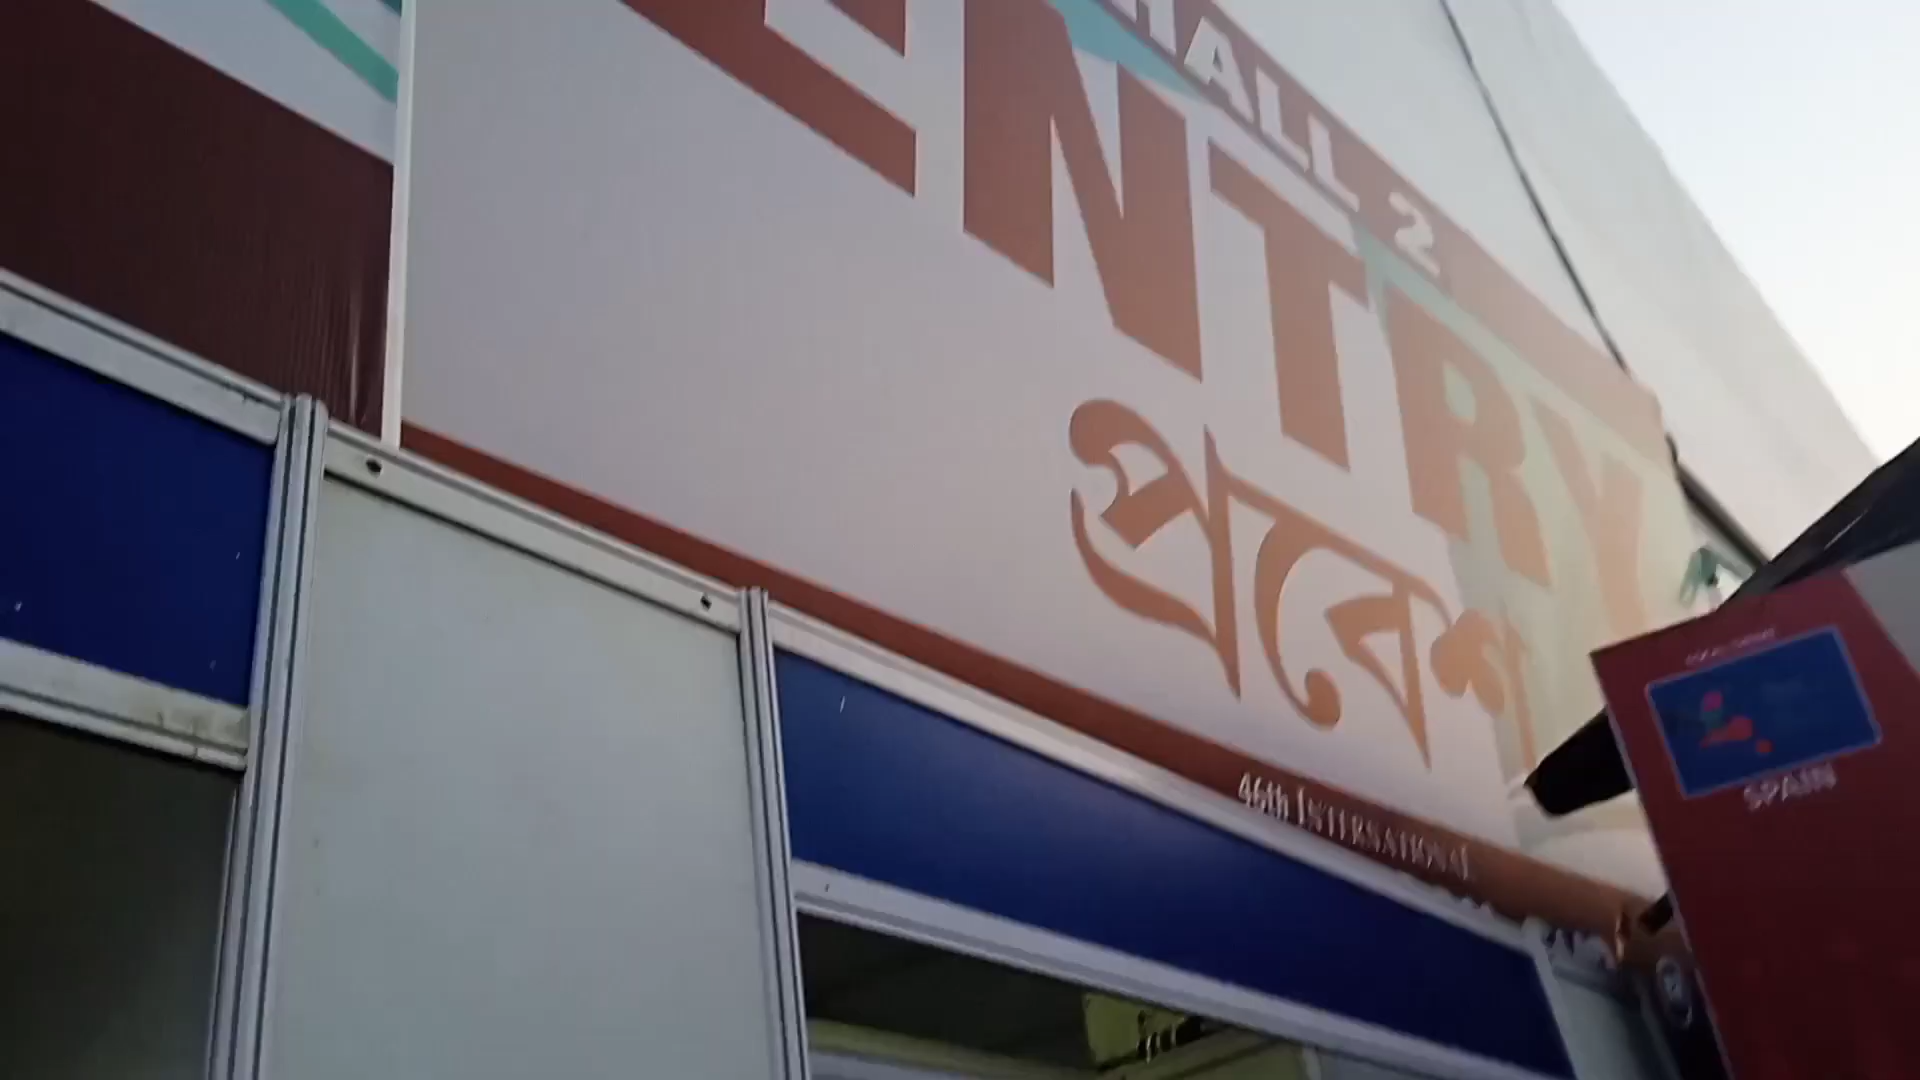 HALL 2
ENTRY
প্রবেশ
46th INTERNATIONAL
SPAIN